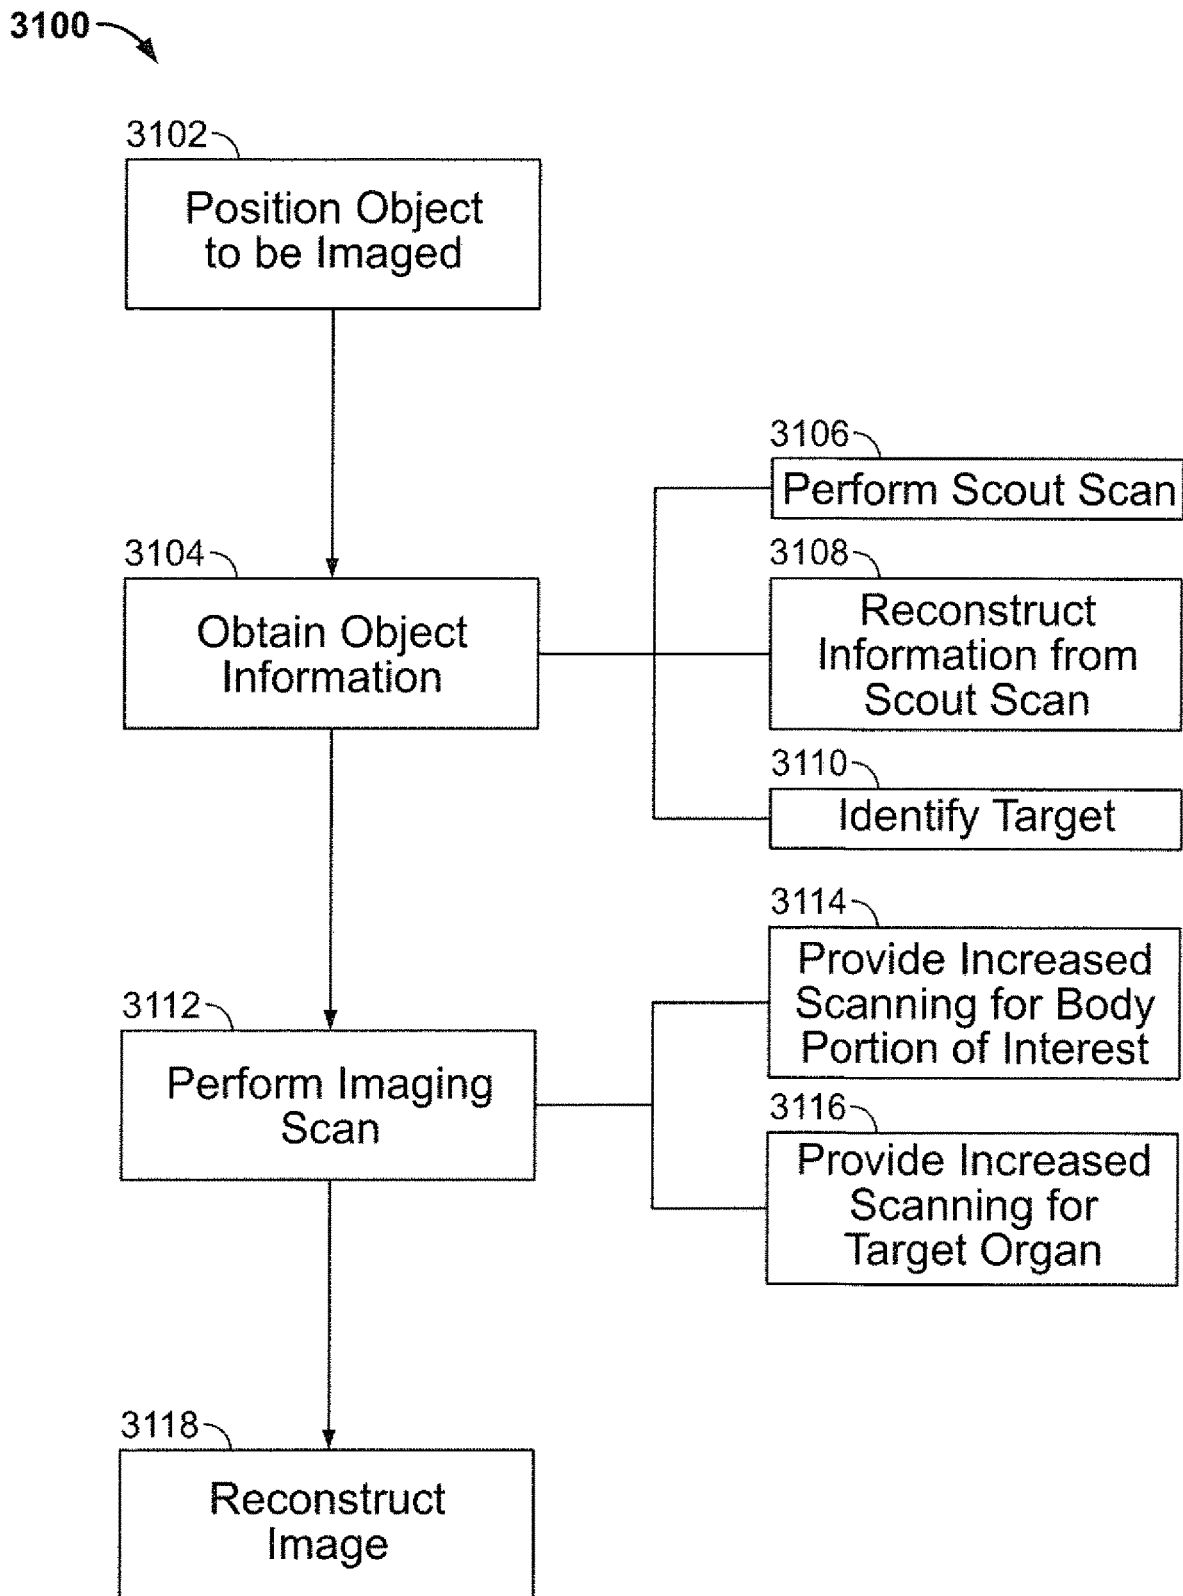 3100
3102
Position Object
to be Imaged
3104
Obtain Object
Information
3106
Perform Scout Scan
3108
Reconstruct
Information from
Scout Scan
3110
Identify Target
3112
Perform Imaging
Scan
3114
Provide Increased
Scanning for Body
Portion of Interest
3116
Provide Increased
Scanning for
Target Organ
3118
Reconstruct
Image